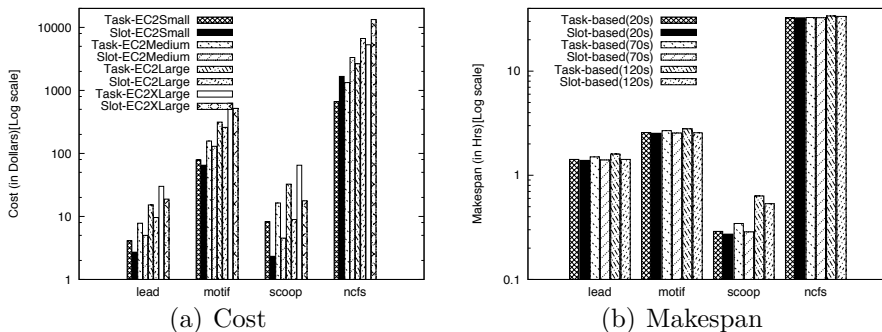 Cost (in Dollars)[Log scale]
10000
1000
100
10
1
Task-EC2Small
Slot-EC2Small
Task-EC2Medium
Slot-EC2Medium
Task-EC2Large
Slot-EC2Large
Task-EC2XLarge
Slot-EC2XLarge
lead motif scoop ncfs
(a) Cost
Makespan (in Hrs)[Log scale]
10
1
0.1
Task-based(20s)
Slot-based(20s)
Task-based(70s)
Slot-based(70s)
Task-based(120s)
Slot-based(120s)
lead motif scoop ncfs
(b) Makespan